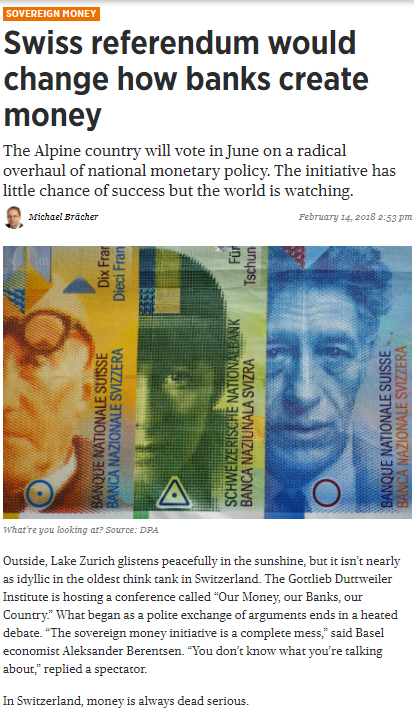 SOVEREIGN MONEY
Swiss referendum would
change how banks create
money
The Alpine country will vote in June on a radical
overhaul of national monetary policy. The initiative has
little chance of success but the world is watching.
Michael Brächer
February 14, 2018 2:53 pm
Dix Fran
Dieci Fran
BANQUE NATIONALE SUISSE
BANCA NAZIONALE SVIZZERA
Für
Tschun
SCHWEIZERISCHE NATIONALBANK
BANCA NAZIUNALA SVIZRA
BANQUE NATIONALE SUISSE
BANCA NAZIONALE SVIZZERA
What're you looking at? Source: DPA
Outside, Lake Zurich glistens peacefully in the sunshine, but it isn't nearly
as idyllic in the oldest think tank in Switzerland. The Gottlieb Duttweiler
Institute is hosting a conference called “Our Money, our Banks, our
Country.” What began as a polite exchange of arguments ends in a heated
debate. “The sovereign money initiative is a complete mess,” said Basel
economist Aleksander Berentsen. “You don't know what you're talking
about,” replied a spectator.
In Switzerland, money is always dead serious.